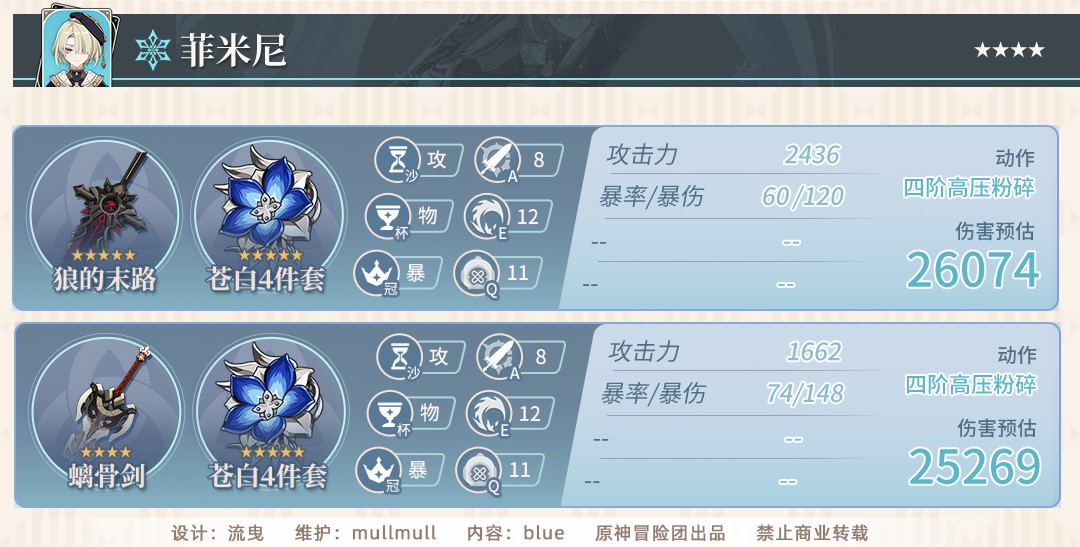 菲米尼
★★★★
狼的末路
苍白4件套
沙 攻
A 8
杯 物
E 12
冠 暴
Q 11
攻击力 2436
暴率/暴伤 60/120
-- --
-- --
动作
四阶高压粉碎
伤害预估
26074
螭骨剑
苍白4件套
沙 攻
A 8
杯 物
E 12
冠 暴
Q 11
攻击力 1662
暴率/暴伤 74/148
-- --
-- --
动作
四阶高压粉碎
伤害预估
25269
设计：流曳 维护：mullmull 内容：blue 原神冒险团出品 禁止商业转载